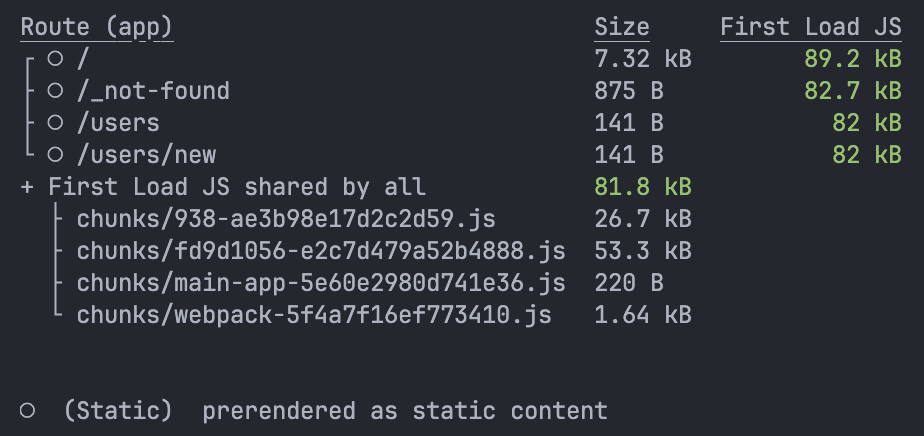 Route (app)                              Size     First Load JS
┌ ○ /                                    7.32 kB        89.2 kB
├ ○ /_not-found                          875 B          82.7 kB
├ ○ /users                               141 B            82 kB
└ ○ /users/new                           141 B            82 kB
+ First Load JS shared by all            81.8 kB
  ├ chunks/938-ae3b98e17d2c2d59.js       26.7 kB
  ├ chunks/fd9d1056-e2c7d479a52b4888.js  53.3 kB
  ├ chunks/main-app-5e60e2980d741e36.js  220 B
  └ chunks/webpack-5f4a7f16ef773410.js   1.64 kB
○  (Static)  prerendered as static content